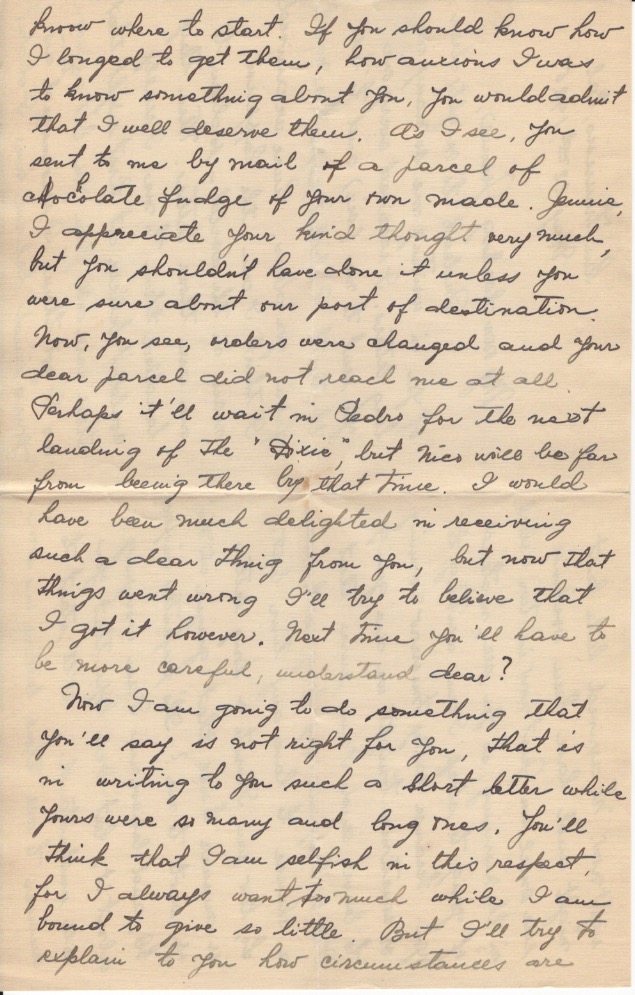 know where to start. If you should know how
I longed to get them, how anxious I was
to know something about you, you would admit
that I well deserve them. As I see, you
sent to me by mail of a parcel of
chocolate fudge of your own made. Jennie,
I appreciate your kind thought very much,
but you shouldn't have done it unless you
were sure about our port of destination.
Now, you see, orders were changed and your
dear parcel did not reach me at all.
Perhaps it'll wait in Pedro for the next
landing of the "Dixie," but Nico will be far
from beeing there by that time. I would
have been much delighted in receiving
such a dear thing from you, but now that
things went wrong I'll try to believe that
I got it however. Next time you'll have to
be more careful, understand dear?
Now I am going to do something that
you'll say is not right for you, that is
in writing to you such a short letter while
yours were so many and long ones. You'll
think that I am selfish in this respect,
for I always want too much while I am
bound to give so little. But I'll try to
explain to you how circumstances are